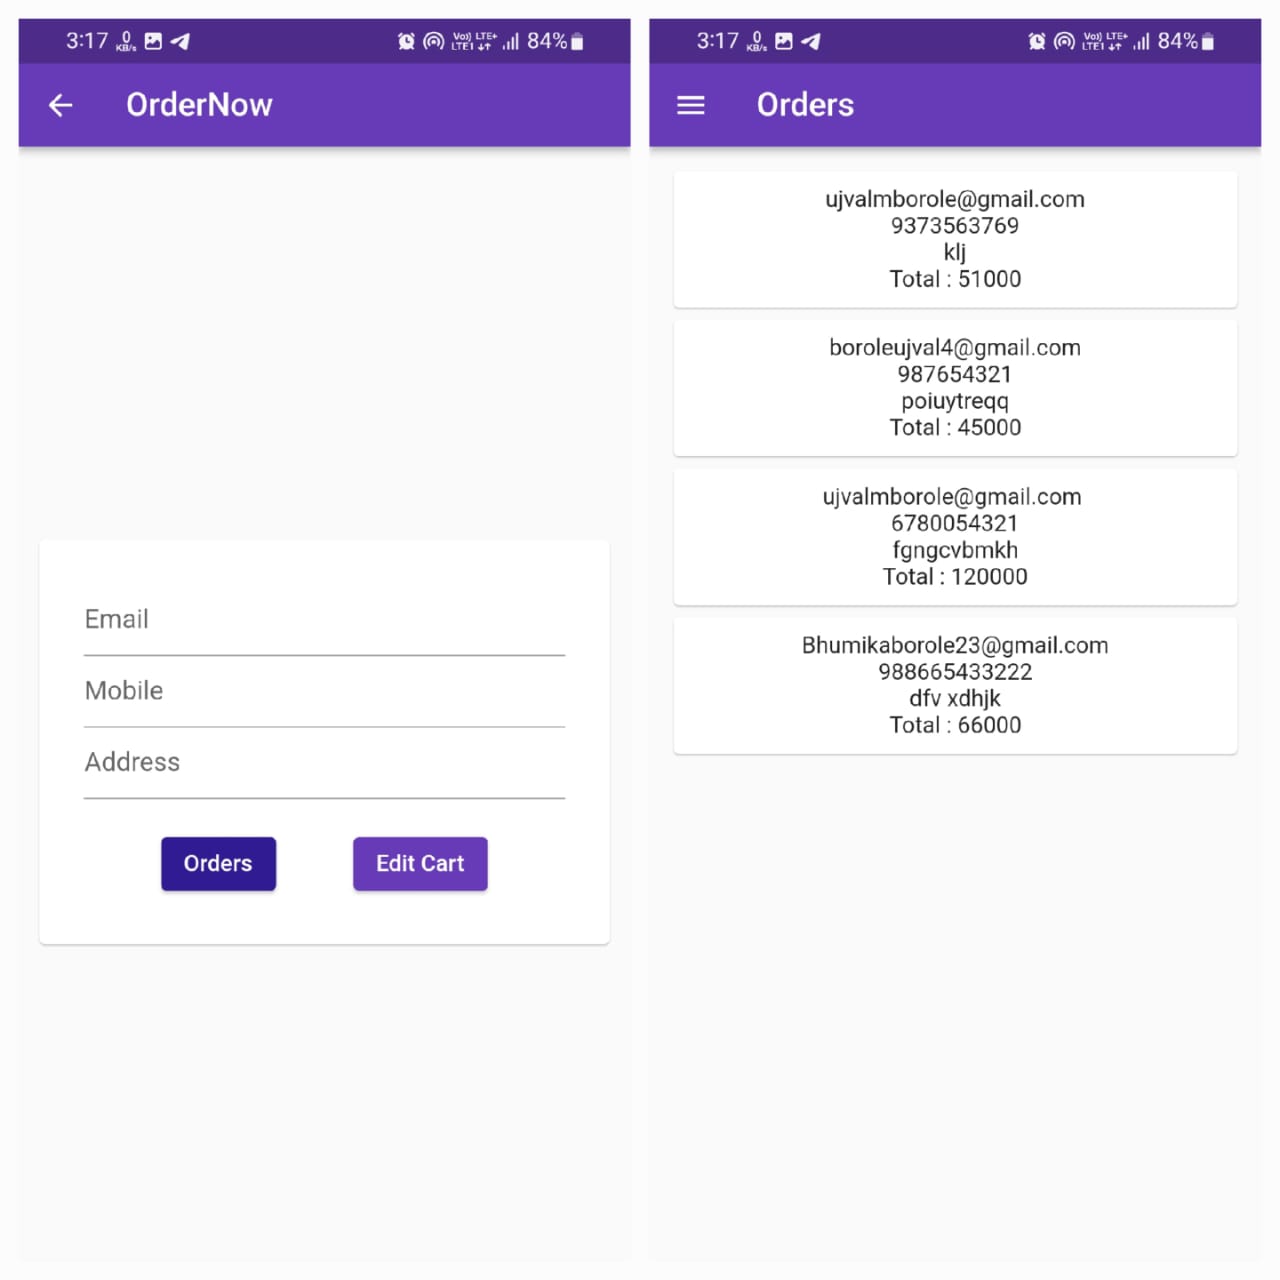 3:17 0 KB/s Vo) LTE+ LTE1 84%
OrderNow
Email
Mobile
Address
Orders Edit Cart
3:17 0 KB/s Vo) LTE+ LTE1 84%
Orders
ujvalmborole@gmail.com
9373563769
klj
Total : 51000
boroleujval4@gmail.com
987654321
poiuytreqq
Total : 45000
ujvalmborole@gmail.com
6780054321
fgngcvbmkh
Total : 120000
Bhumikaborole23@gmail.com
988665433222
dfv xdhjk
Total : 66000